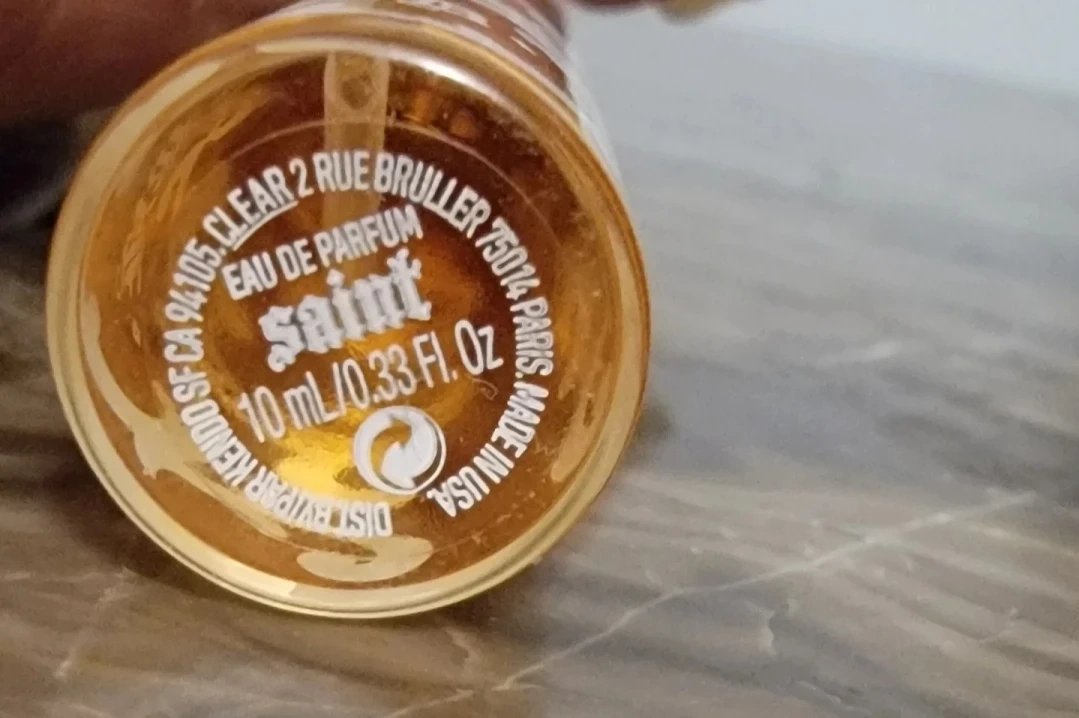 DIST. BY/PAR KENDO SF CA 94105. CLEAR 2 RUE BRULLER 75014 PARIS. MADE IN USA.
EAU DE PARFUM
saint
10 mL/0.33 Fl. Oz